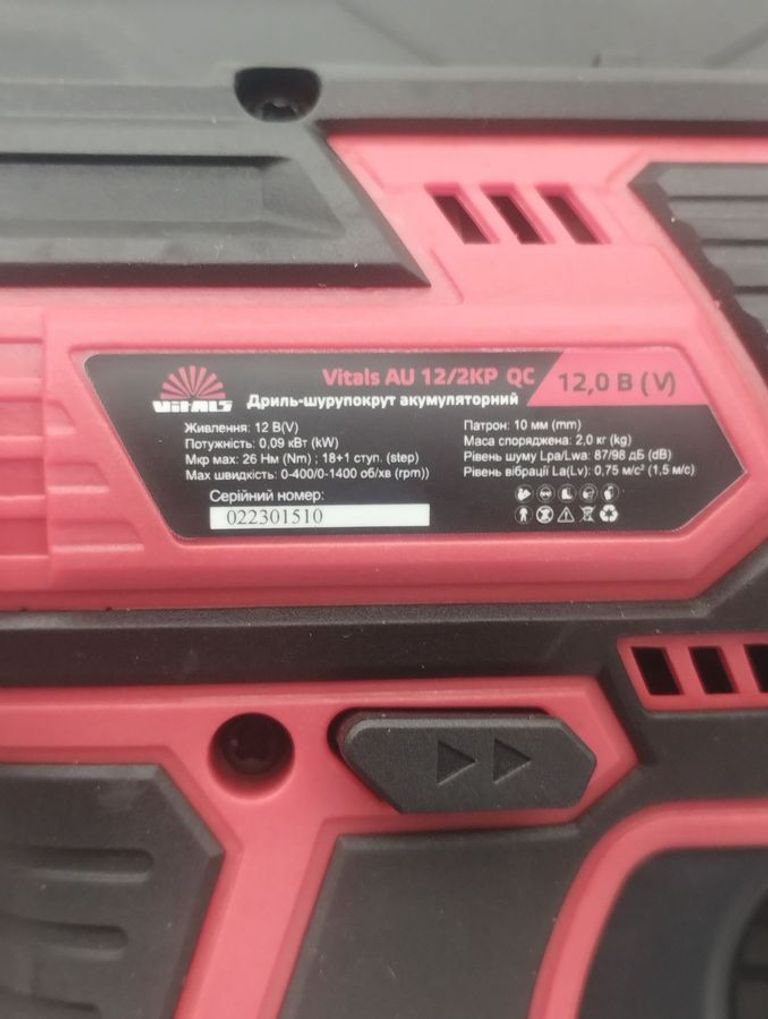 Vitals AU 12/2KP QC
12,0 В (V)
ViTALS
Дриль-шурупокрут акумуляторний
Живлення: 12 В(V)
Потужність: 0,09 кВт (kW)
Мкр мах: 26 Нм (Nm) ; 18+1 ступ. (step)
Мах швидкість: 0-400/0-1400 об/хв (rpm))
Серійний номер:
022301510
Патрон: 10 мм (mm)
Маса споряджена: 2,0 кг (kg)
Рівень шуму Lpa/Lwa: 87/98 дБ (dB)
Рівень вібрації La(Lv): 0,75 м/с² (1,5 м/с)